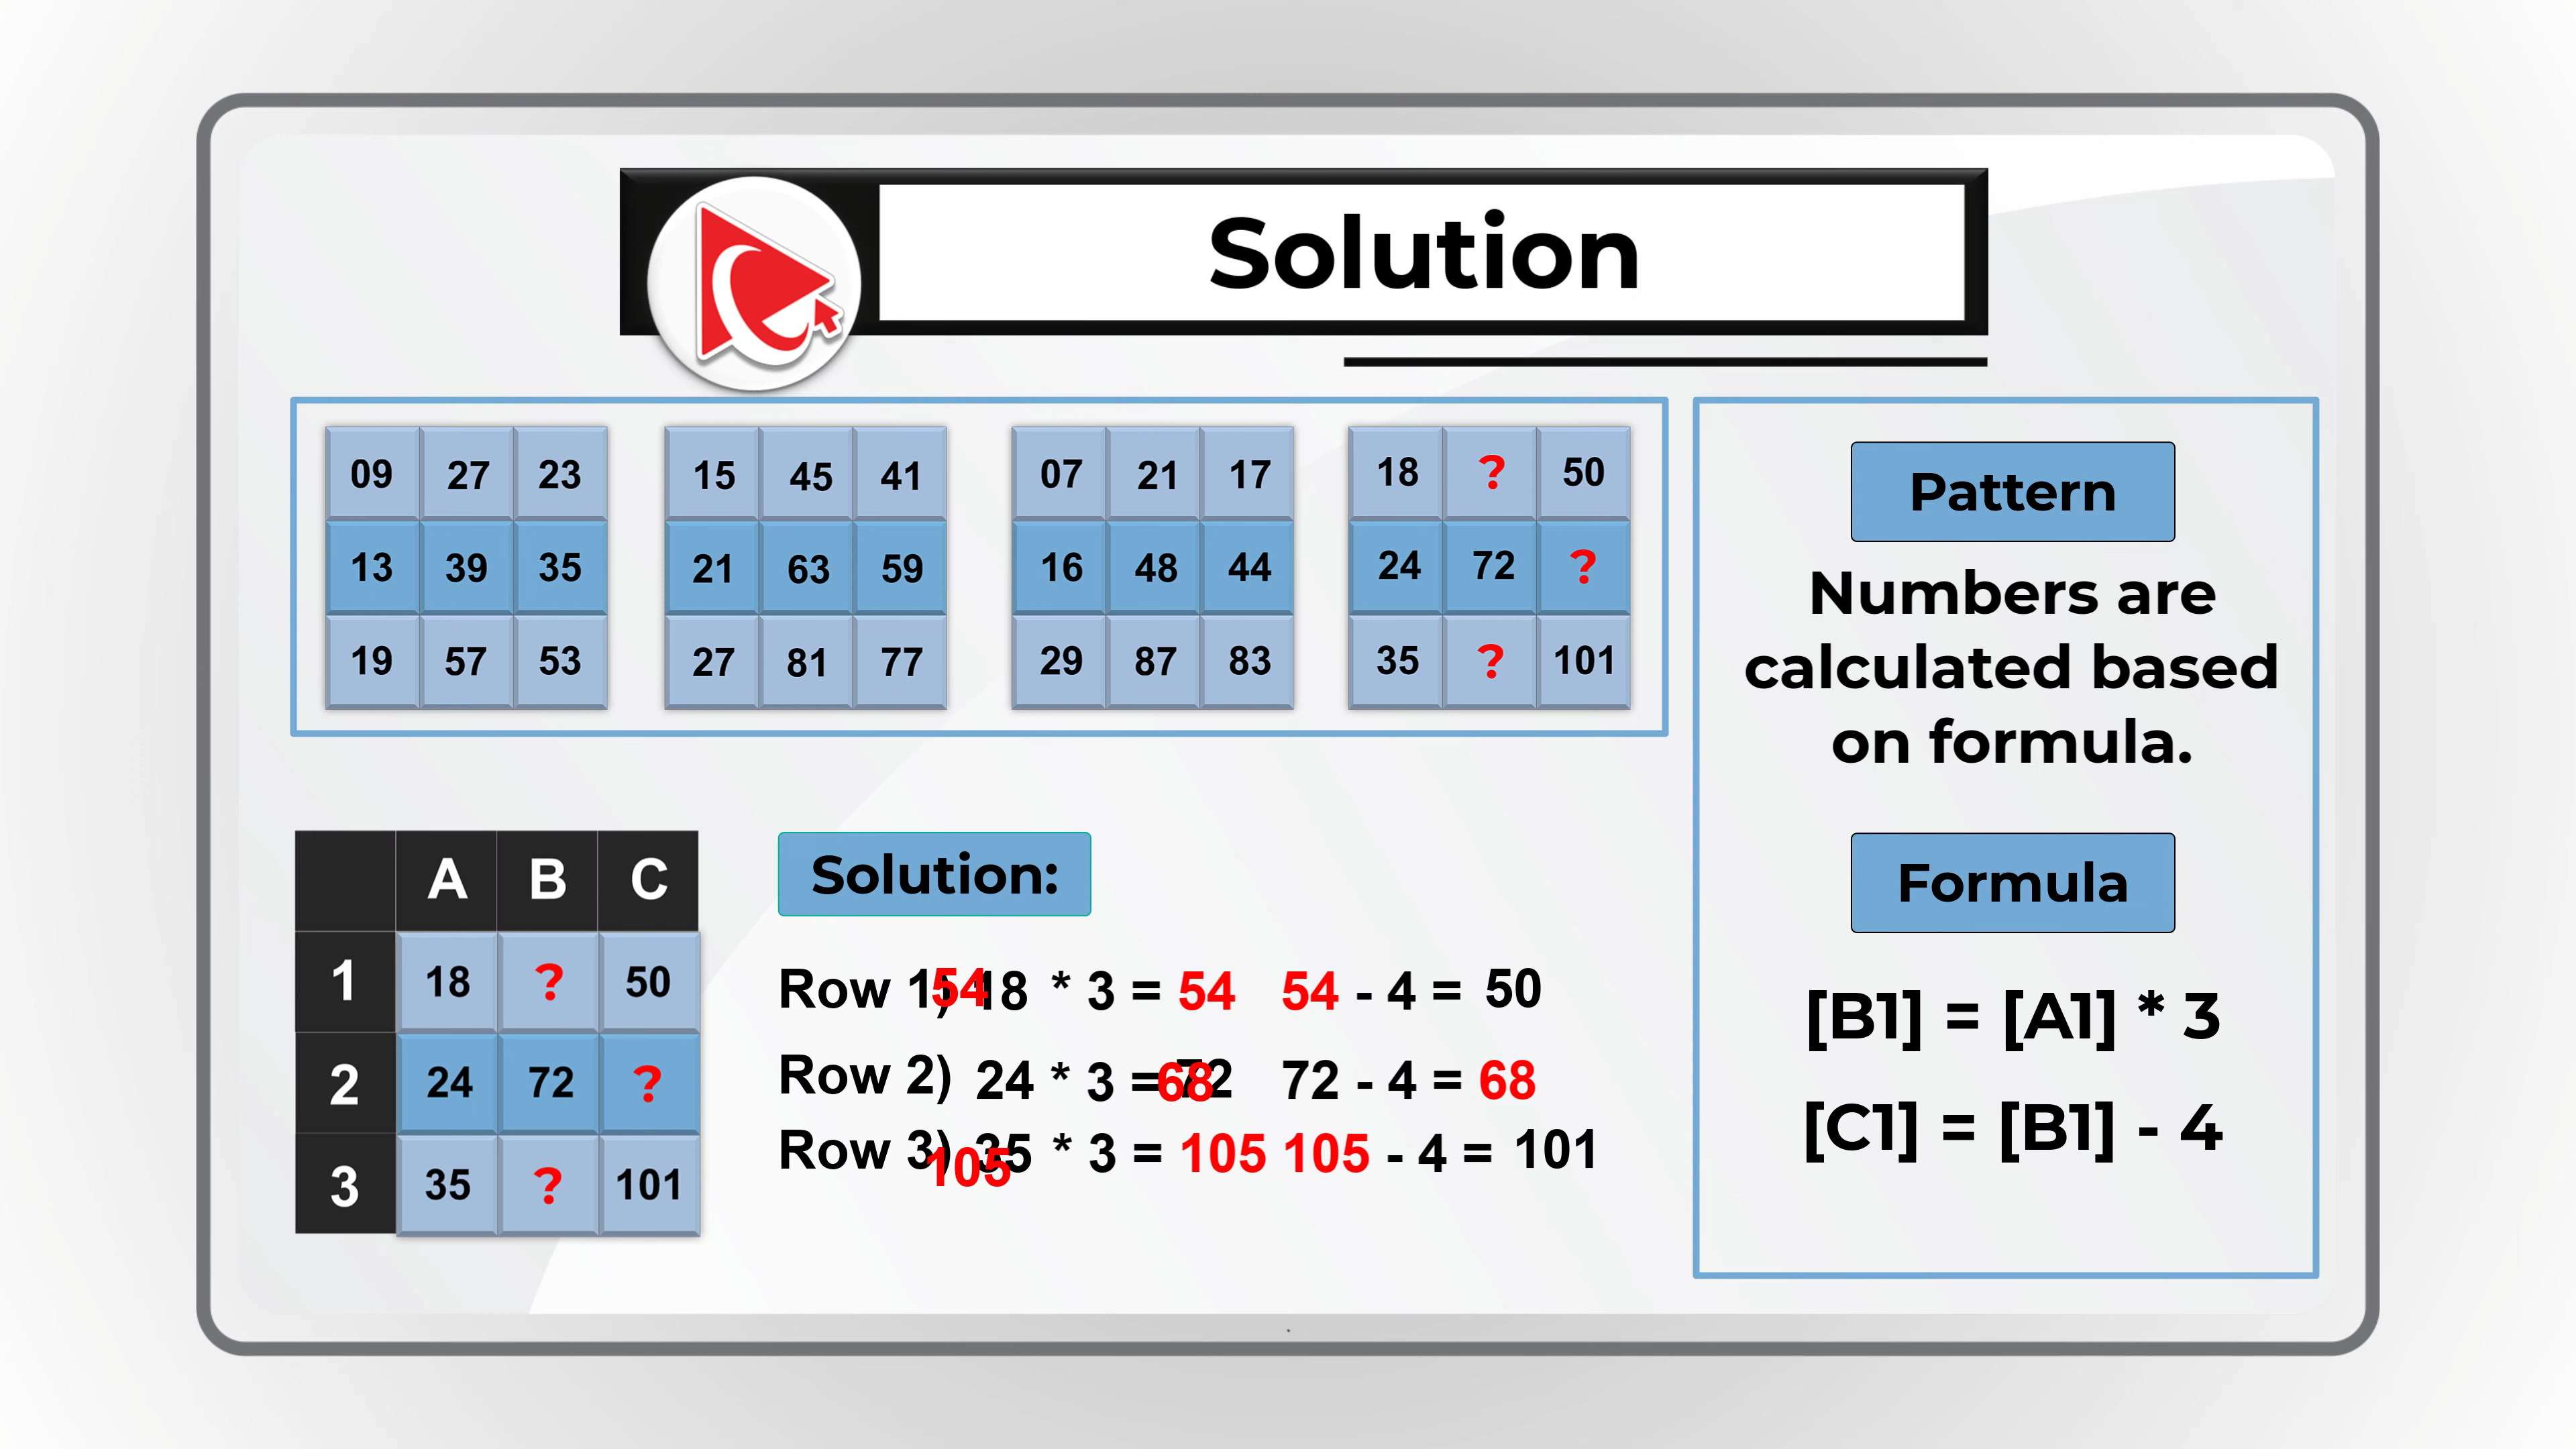 Solution
09 27 23
13 39 35
19 57 53
15 45 41
21 63 59
27 81 77
07 21 17
16 48 44
29 87 83
18 ? 50
24 72 ?
35 ? 101
Pattern
Numbers are
calculated based
on formula.
Formula
[B1] = [A1] * 3
[C1] = [B1] - 4
A B C
1 18 ? 50
2 24 72 ?
3 35 ? 101
Solution:
Row 1) 54 18 * 3 = 54 54 - 4 = 50
Row 2) 24 * 3 = 68 72 72 - 4 = 68
Row 3) 105 35 * 3 = 105 105 - 4 = 101